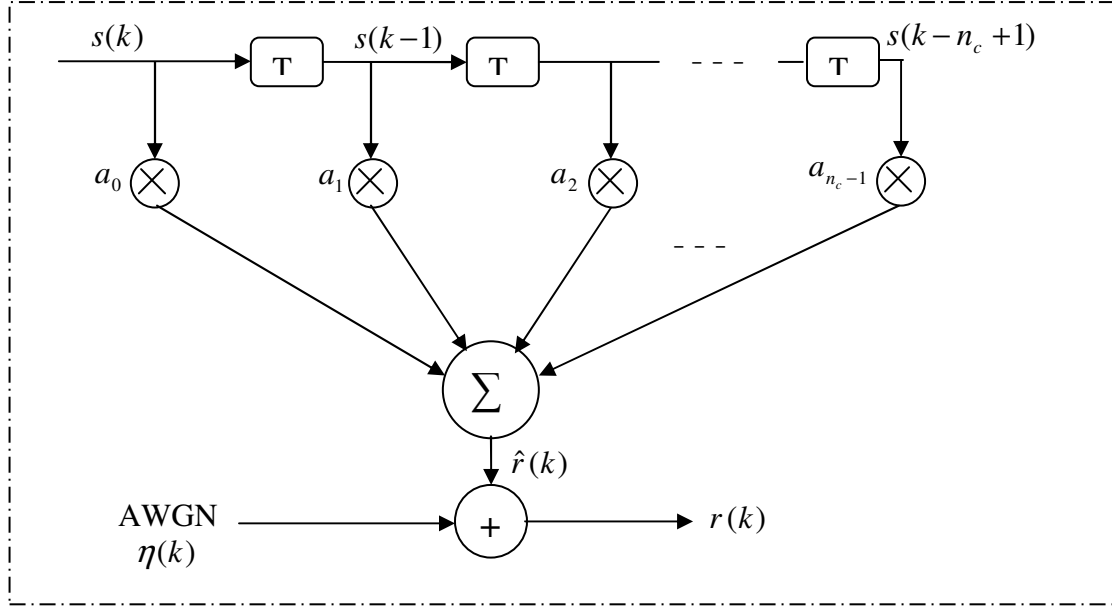 s(k) s(k−1) s(k−n_c+1)
T T - - - T
a_0 a_1 a_2 a_{n_c−1}
- - -
∑
r̂(k)
AWGN + r(k)
η(k)